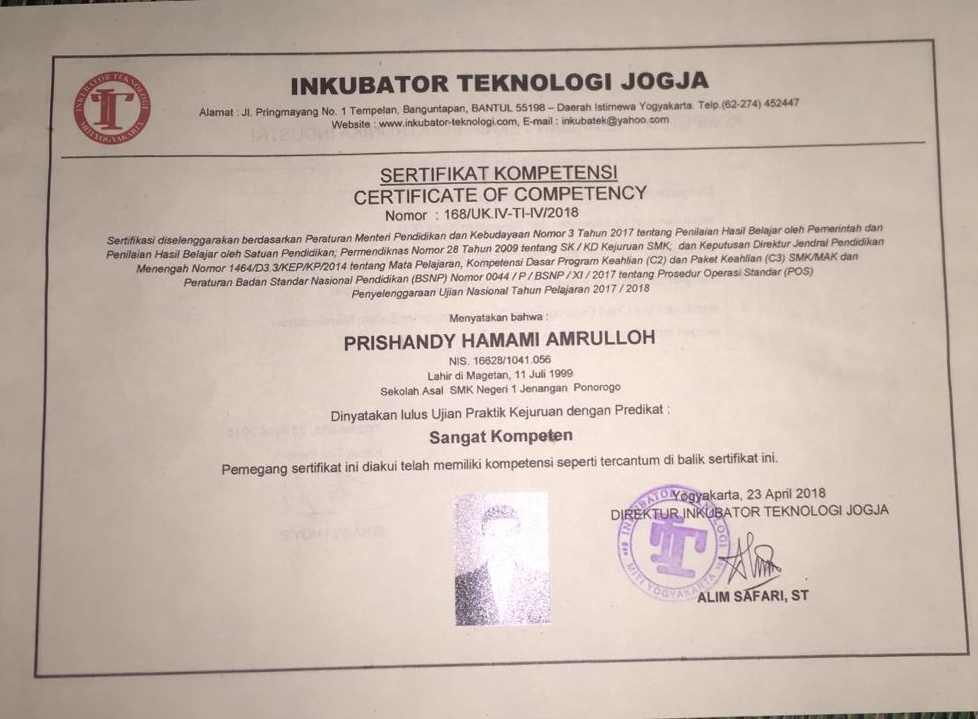 INKUBATOR TEKNOLOGI JOGJA
Alamat : Jl. Pringmayang No. 1 Tempelan, Banguntapan, BANTUL 55198 – Daerah Istimewa Yogyakarta. Telp.(62-274) 452447
Website : www.inkubator-teknologi.com, E-mail : inkubatek@yahoo.com
INKUBATOR TEKNOLOGI
MITI YOGYAKARTA
SERTIFIKAT KOMPETENSI
CERTIFICATE OF COMPETENCY
Nomor : 168/UK.IV-TI-IV/2018
Sertifikasi diselenggarakan berdasarkan Peraturan Menteri Pendidikan dan Kebudayaan Nomor 3 Tahun 2017 tentang Penilaian Hasil Belajar oleh Pemerintah dan
Penilaian Hasil Belajar oleh Satuan Pendidikan; Permendiknas Nomor 28 Tahun 2009 tentang SK / KD Kejuruan SMK; dan Keputusan Direktur Jendral Pendidikan
Menengah Nomor 1464/D3.3/KEP/KP/2014 tentang Mata Pelajaran, Kompetensi Dasar Program Keahlian (C2) dan Paket Keahlian (C3) SMK/MAK dan
Peraturan Badan Standar Nasional Pendidikan (BSNP) Nomor 0044 / P / BSNP / XI / 2017 tentang Prosedur Operasi Standar (POS)
Penyelenggaraan Ujian Nasional Tahun Pelajaran 2017 / 2018
Menyatakan bahwa :
PRISHANDY HAMAMI AMRULLOH
NIS. 16628/1041.056
Lahir di Magetan, 11 Juli 1999
Sekolah Asal SMK Negeri 1 Jenangan Ponorogo
Dinyatakan lulus Ujian Praktik Kejuruan dengan Predikat :
Sangat Kompeten
Pemegang sertifikat ini diakui telah memiliki kompetensi seperti tercantum di balik sertifikat ini.
Yogyakarta, 23 April 2018
DIREKTUR INKUBATOR TEKNOLOGI JOGJA
INKUBATOR TEKNOLOGI
MITI YOGYAKARTA
ALIM SAFARI, ST